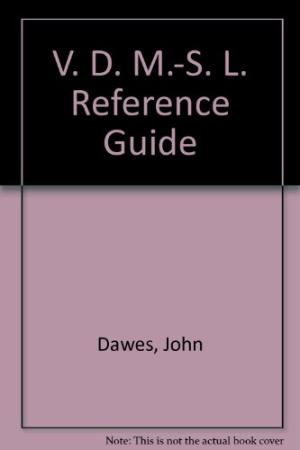 V. D. M.-S. L.
Reference
Guide
Dawes, John
Note: This is not the actual book cover